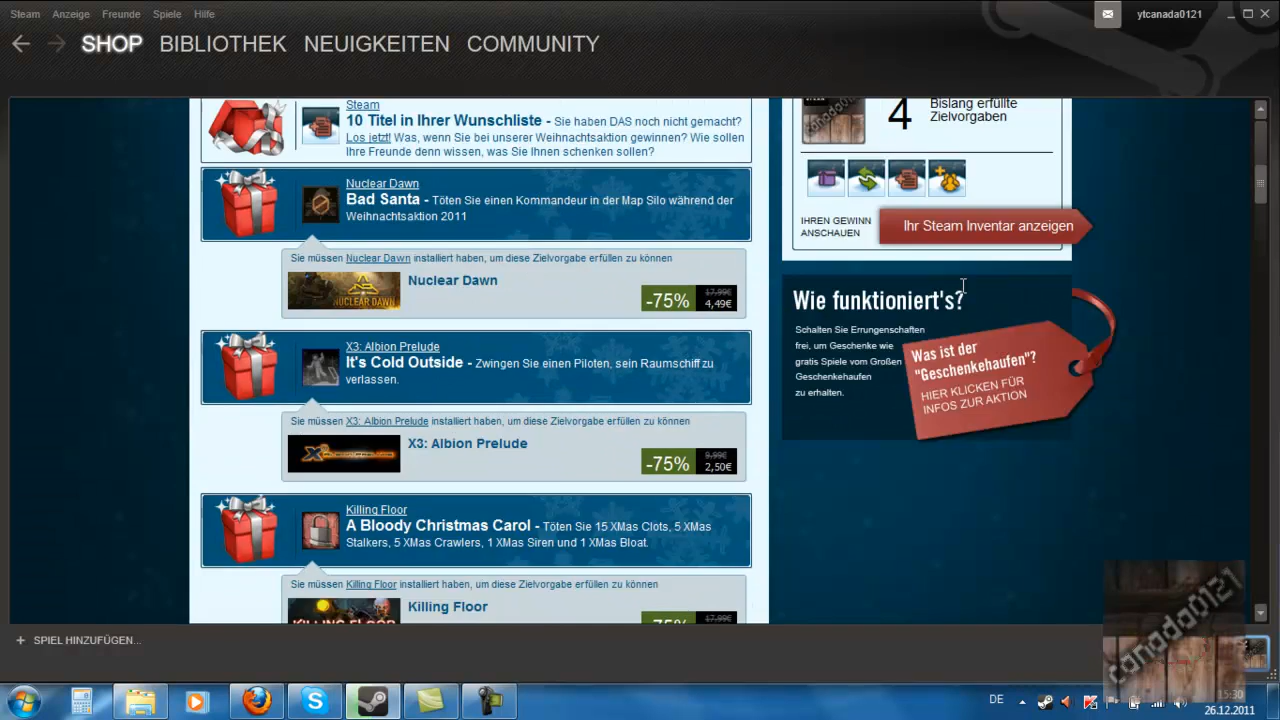 Steam Anzeige Freunde Spiele Hilfe
ytcanada0121
SHOP BIBLIOTHEK NEUIGKEITEN COMMUNITY
Steam
10 Titel in Ihrer Wunschliste - Sie haben DAS noch nicht gemacht?
Los jetzt! Was, wenn Sie bei unserer Weihnachtsaktion gewinnen? Wie sollen
Ihre Freunde denn wissen, was Sie Ihnen schenken sollen?
Nuclear Dawn
Bad Santa - Töten Sie einen Kommandeur in der Map Silo während der
Weihnachtsaktion 2011
Sie müssen Nuclear Dawn installiert haben, um diese Zielvorgabe erfüllen zu können
NUCLEAR DAWN
Nuclear Dawn
-75%
17,99€
4,49€
X3: Albion Prelude
It's Cold Outside - Zwingen Sie einen Piloten, sein Raumschiff zu
verlassen.
Sie müssen X3: Albion Prelude installiert haben, um diese Zielvorgabe erfüllen zu können
X3: Albion Prelude
-75%
9,99€
2,50€
Killing Floor
A Bloody Christmas Carol - Töten Sie 15 XMas Clots, 5 XMas
Stalkers, 5 XMas Crawlers, 1 XMas Siren und 1 XMas Bloat.
Sie müssen Killing Floor installiert haben, um diese Zielvorgabe erfüllen zu können
KILLING FLOOR
Killing Floor
-75%
17,99€
canada0121
4
Bislang erfüllte
Zielvorgaben
IHREN GEWINN
ANSCHAUEN
Ihr Steam Inventar anzeigen
Wie funktioniert's?
Schalten Sie Errungenschaften
frei, um Geschenke wie
gratis Spiele vom Großen
Geschenkehaufen
zu erhalten.
Was ist der
"Geschenkehaufen"?
HIER KLICKEN FÜR
INFOS ZUR AKTION
+ SPIEL HINZUFÜGEN...
canada0121
DE
15:30
26.12.2011